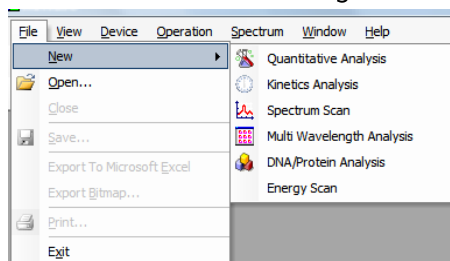 File View Device Operation Spectrum Window Help
New
Open...
Close
Save...
Export To Microsoft Excel
Export Bitmap...
Print...
Exit
Quantitative Analysis
Kinetics Analysis
Spectrum Scan
Multi Wavelength Analysis
DNA/Protein Analysis
Energy Scan